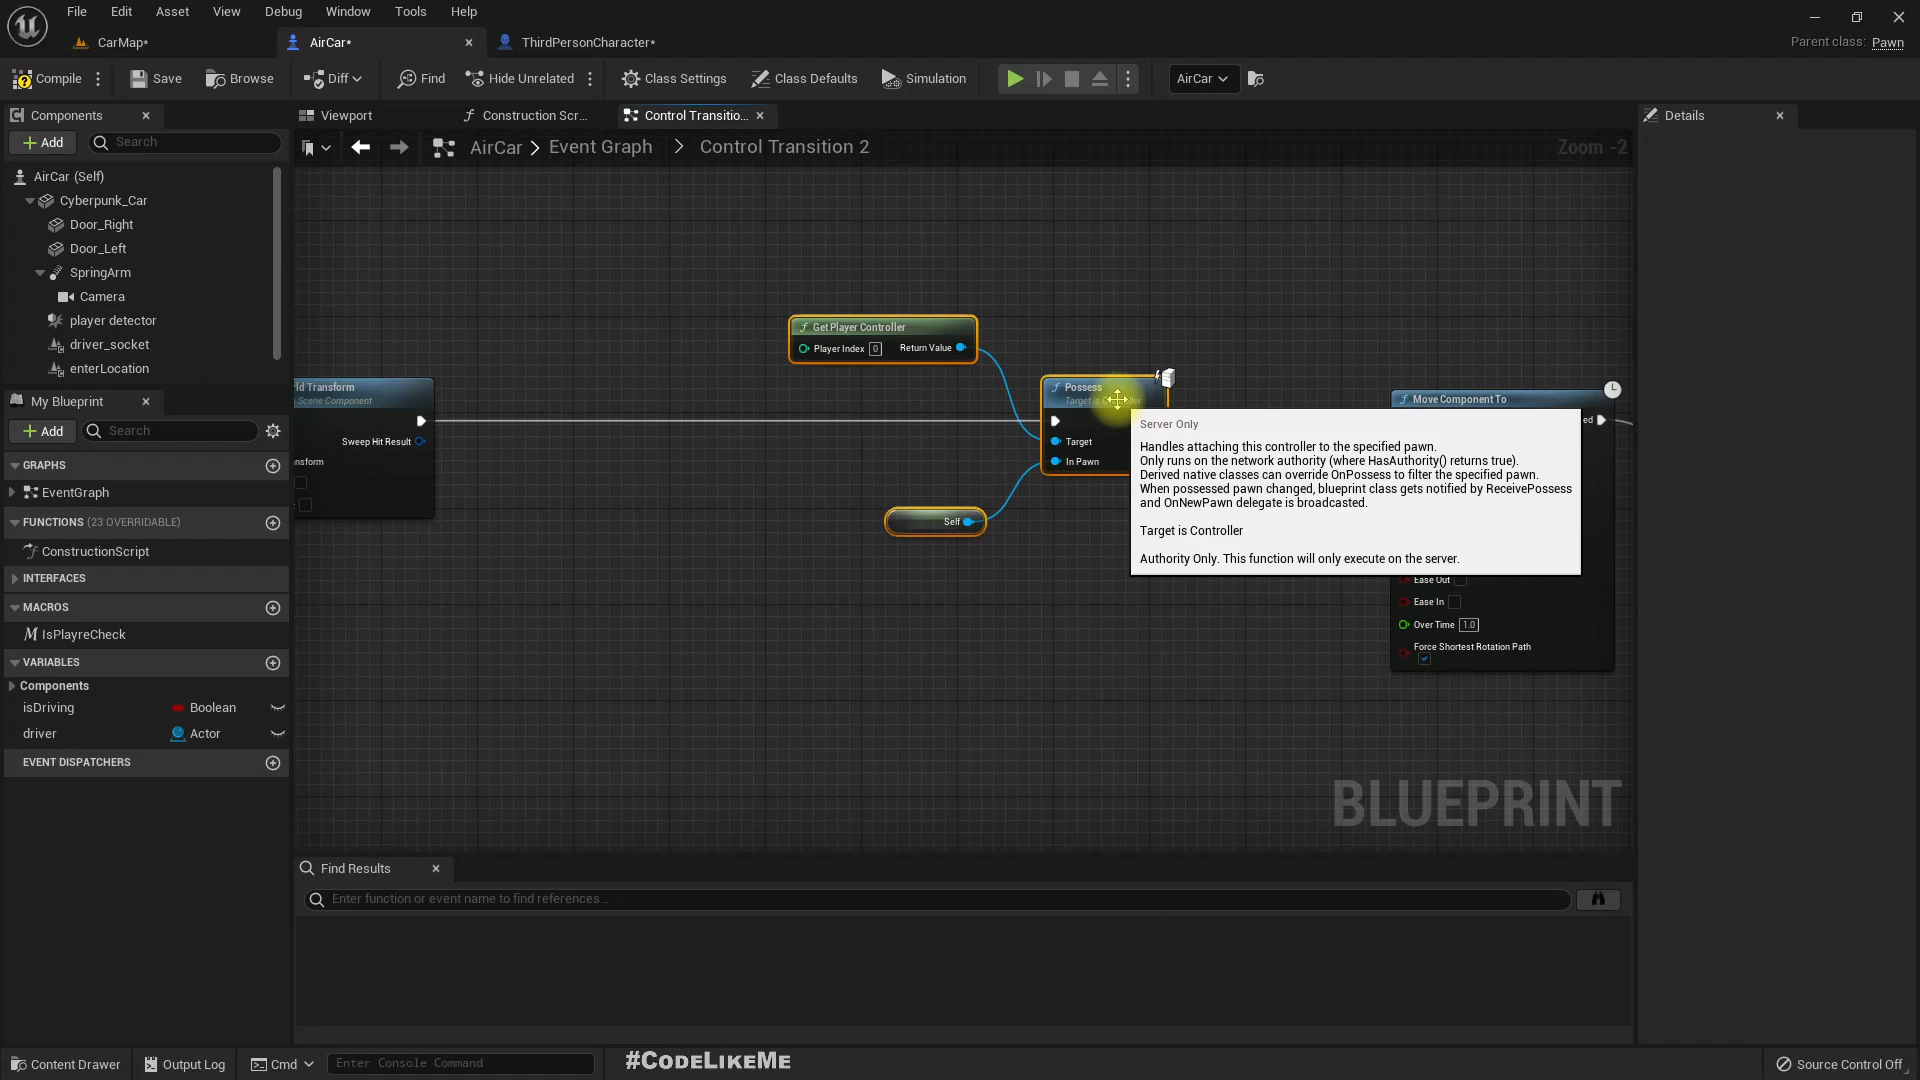 File Edit Asset View Debug Window Tools Help
CarMap*
AirCar*
ThirdPersonCharacter*
Parent class: Pawn
Compile
Save
Browse
Diff
Find
Hide Unrelated
Class Settings
Class Defaults
Simulation
AirCar
Components
Viewport
Construction Scr...
Control Transitio...
Details
Add
Search
AirCar > Event Graph > Control Transition 2
Zoom -2
AirCar (Self)
Cyberpunk_Car
Door_Right
Door_Left
SpringArm
Camera
player detector
driver_socket
enterLocation
My Blueprint
Add
Search
GRAPHS
EventGraph
FUNCTIONS (23 OVERRIDABLE)
ConstructionScript
INTERFACES
MACROS
IsPlayreCheck
VARIABLES
Components
isDriving Boolean
driver Actor
EVENT DISPATCHERS
ld Transform
Scene Component
Sweep Hit Result
nsform
Get Player Controller
Player Index 0 Return Value
Possess
Target is Controller
Target
In Pawn
Self
Move Component To
ed
Ease Out
Ease In
Over Time 1.0
Force Shortest Rotation Path
Server Only
Handles attaching this controller to the specified pawn.
Only runs on the network authority (where HasAuthority() returns true).
Derived native classes can override OnPossess to filter the specified pawn.
When possessed pawn changed, blueprint class gets notified by ReceivePossess
and OnNewPawn delegate is broadcasted.
Target is Controller
Authority Only. This function will only execute on the server.
BLUEPRINT
Find Results
Enter function or event name to find references...
Content Drawer
Output Log
Cmd
Enter Console Command
#CODELIKEME
Source Control Off